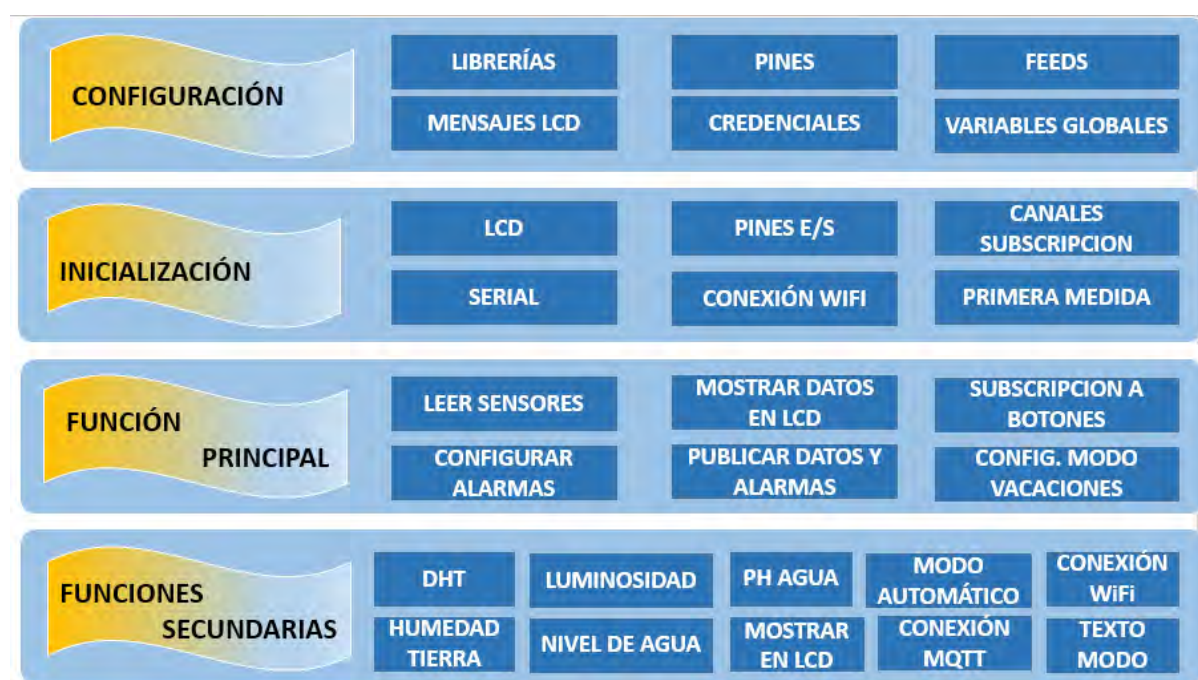 CONFIGURACIÓN
LIBRERÍAS
PINES
FEEDS
MENSAJES LCD
CREDENCIALES
VARIABLES GLOBALES
INICIALIZACIÓN
LCD
PINES E/S
CANALES
SUBSCRIPCION
SERIAL
CONEXIÓN WIFI
PRIMERA MEDIDA
FUNCIÓN
PRINCIPAL
LEER SENSORES
MOSTRAR DATOS
EN LCD
SUBSCRIPCION A
BOTONES
CONFIGURAR
ALARMAS
PUBLICAR DATOS Y
ALARMAS
CONFIG. MODO
VACACIONES
FUNCIONES
SECUNDARIAS
DHT
LUMINOSIDAD
PH AGUA
MODO
AUTOMÁTICO
CONEXIÓN
WiFi
HUMEDAD
TIERRA
NIVEL DE AGUA
MOSTRAR
EN LCD
CONEXIÓN
MQTT
TEXTO
MODO